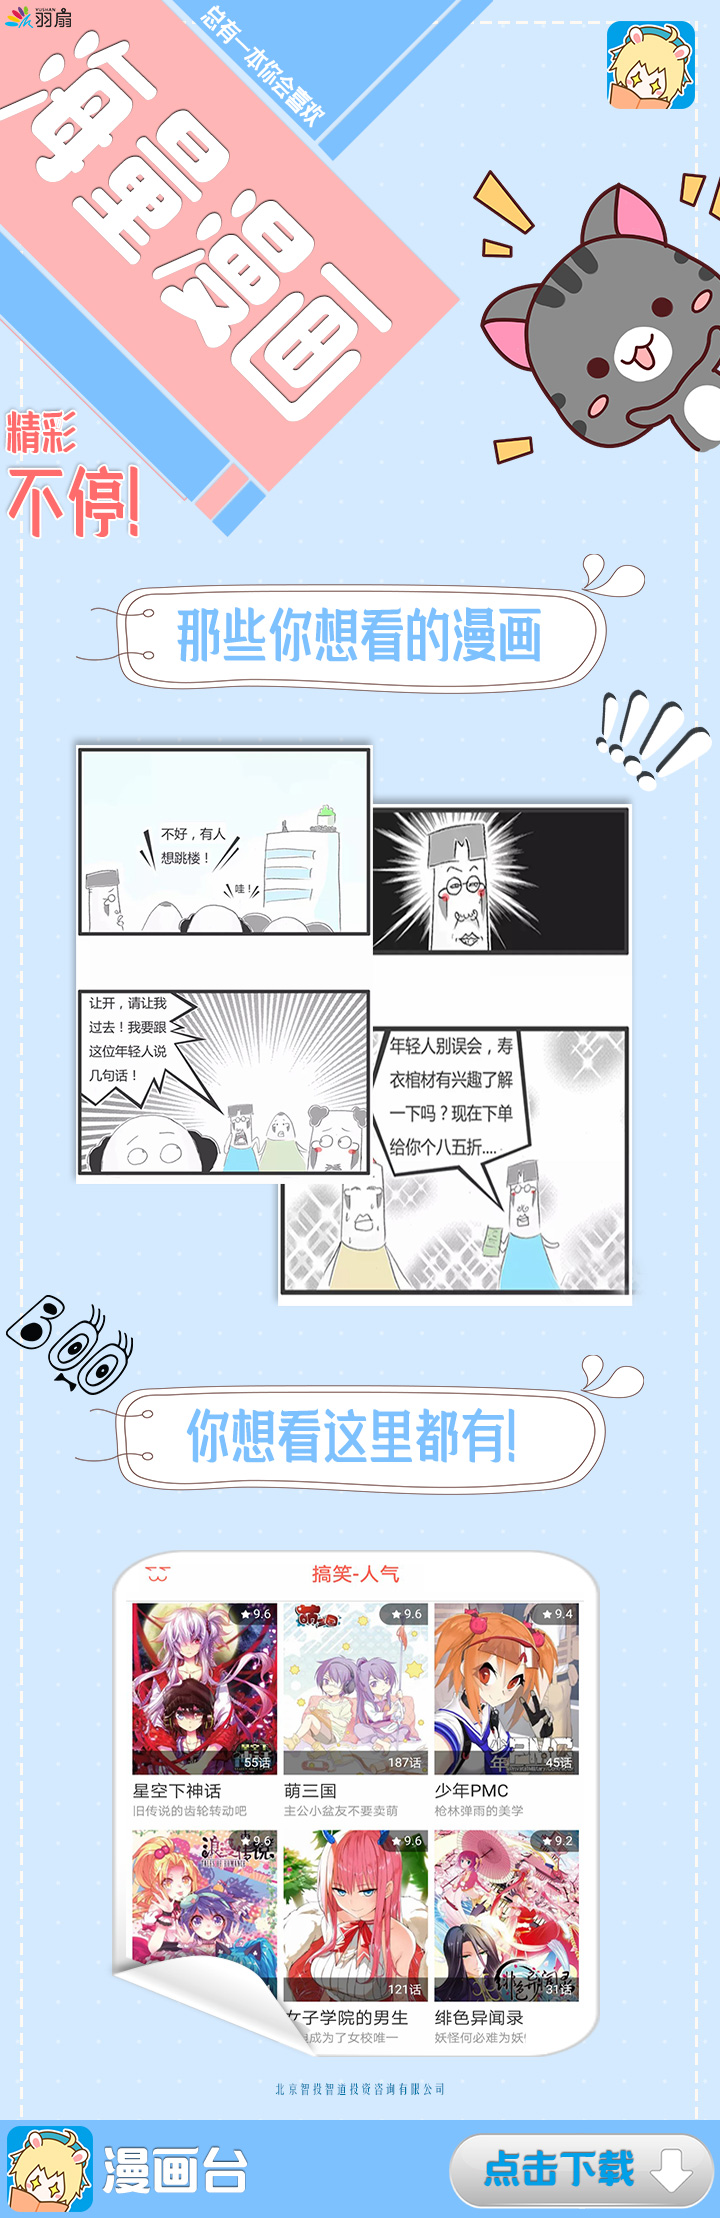 YUSHAN
羽扇
总有一本你会喜欢
海量漫画
精彩
不停!
那些你想看的漫画
不好，有人
想跳楼！
哇！
让开，请让我
过去！我要跟
这位年轻人说
几句话！
年轻人别误会，寿
衣棺材有兴趣了解
一下吗？现在下单
给你个八五折....
BOO
你想看这里都有!
搞笑-人气
9.6
9.6
9.4
55话
187话
45话
星空下神话
萌三国
少年PMC
旧传说的齿轮转动吧
主公小盆友不要卖萌
枪林弹雨的美学
9.6
9.6
9.2
121话
31话
女子学院的男生
绯色异闻录
成为了女校唯一
妖怪何必难为妖!
北京智投智道投资咨询有限公司
漫画台
点击下载